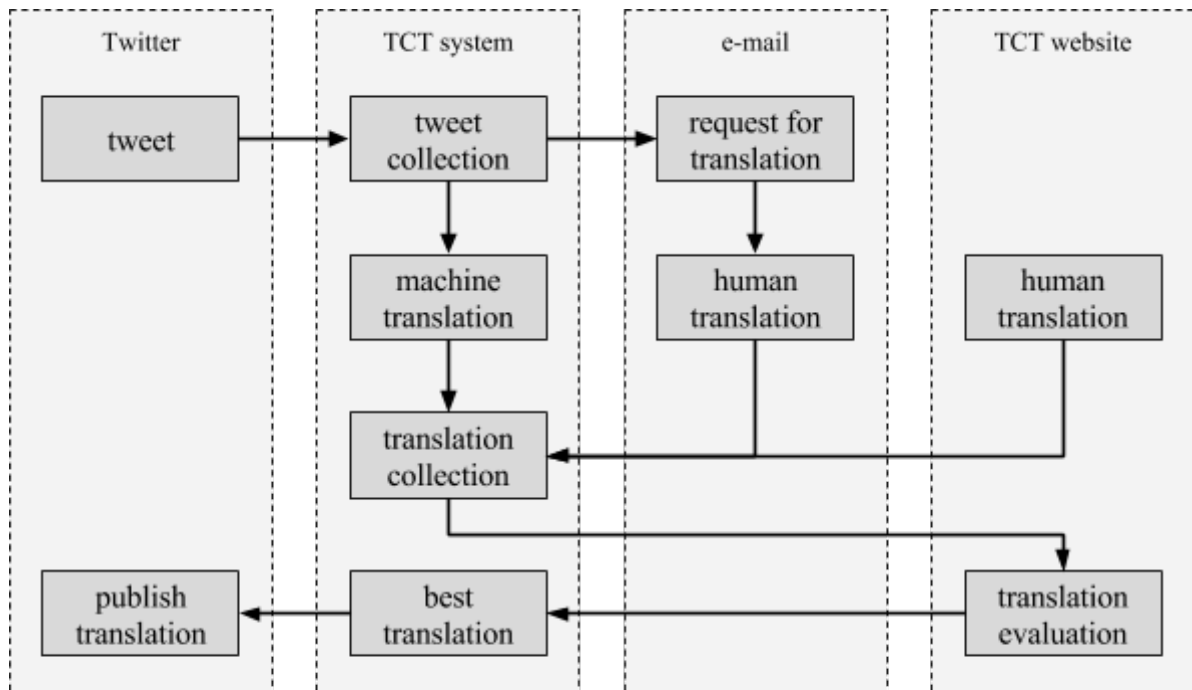 Twitter
TCT system
e-mail
TCT website
tweet
tweet
collection
request for
translation
machine
translation
human
translation
human
translation
translation
collection
publish
translation
best
translation
translation
evaluation